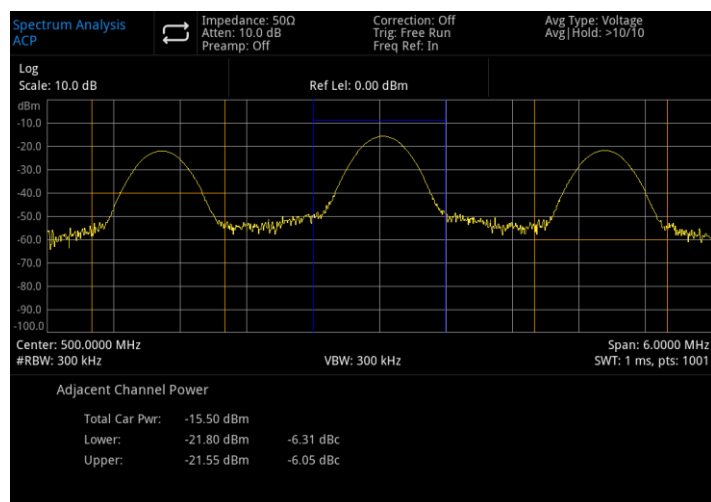 Spectrum Analysis
ACP
Impedance: 50Ω
Atten: 10.0 dB
Preamp: Off
Correction: Off
Trig: Free Run
Freq Ref: In
Avg Type: Voltage
Avg|Hold: >10/10
Log
Scale: 10.0 dB
Ref Lel: 0.00 dBm
dBm
-10.0
-20.0
-30.0
-40.0
-50.0
-60.0
-70.0
-80.0
-90.0
-100.0
Center: 500.0000 MHz
Span: 6.0000 MHz
#RBW: 300 kHz
VBW: 300 kHz
SWT: 1 ms, pts: 1001
Adjacent Channel Power
Total Car Pwr: -15.50 dBm
Lower: -21.80 dBm -6.31 dBc
Upper: -21.55 dBm -6.05 dBc